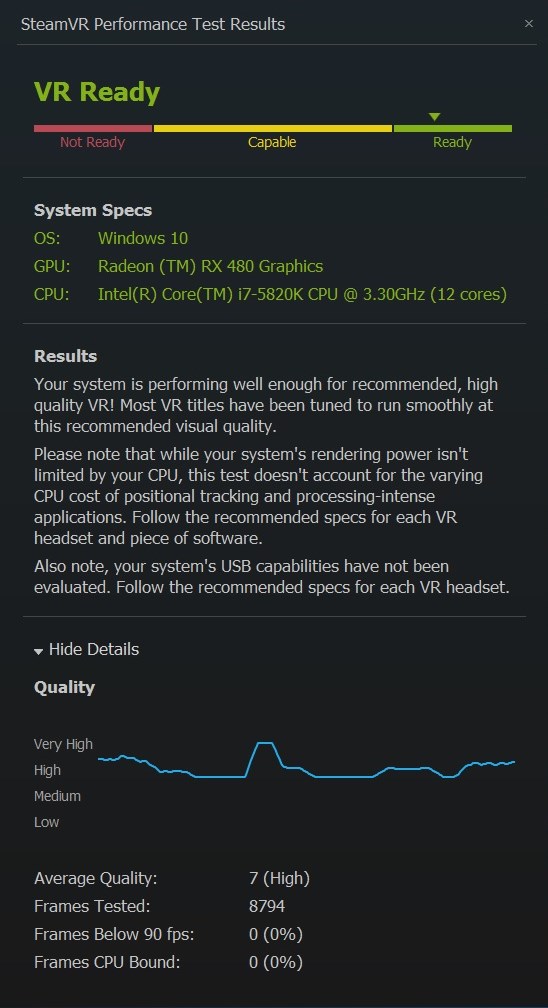 SteamVR Performance Test Results ×
VR Ready
Not Ready Capable Ready
System Specs
OS: Windows 10
GPU: Radeon (TM) RX 480 Graphics
CPU: Intel(R) Core(TM) i7-5820K CPU @ 3.30GHz (12 cores)
Results
Your system is performing well enough for recommended, high
quality VR! Most VR titles have been tuned to run smoothly at
this recommended visual quality.
Please note that while your system's rendering power isn't
limited by your CPU, this test doesn't account for the varying
CPU cost of positional tracking and processing-intense
applications. Follow the recommended specs for each VR
headset and piece of software.
Also note, your system's USB capabilities have not been
evaluated. Follow the recommended specs for each VR headset.
Hide Details
Quality
Very High
High
Medium
Low
Average Quality: 7 (High)
Frames Tested: 8794
Frames Below 90 fps: 0 (0%)
Frames CPU Bound: 0 (0%)